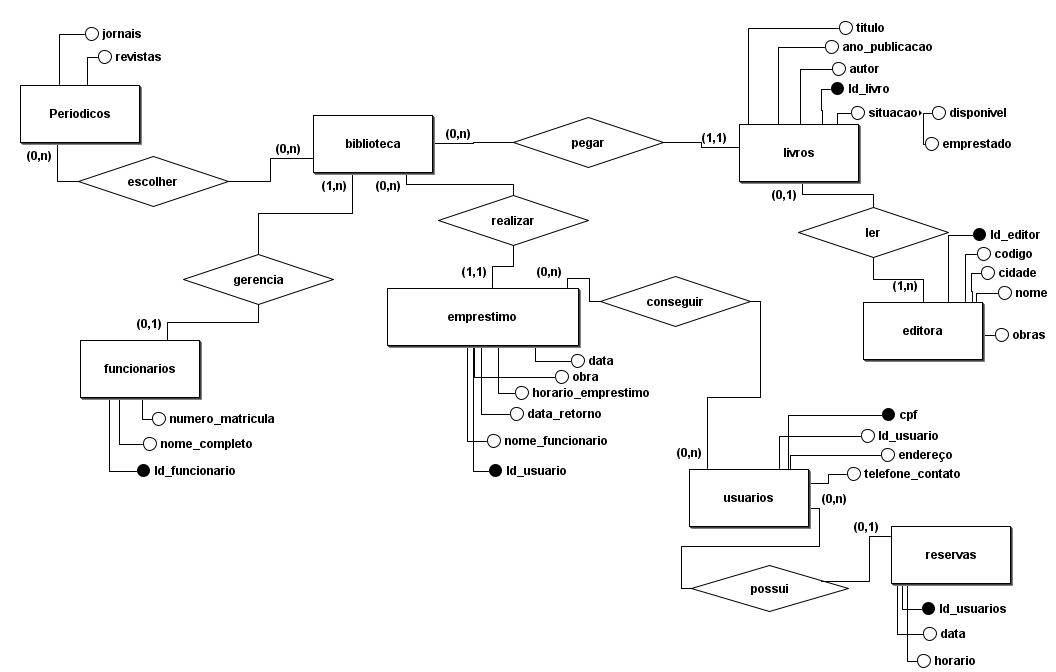 jornais
revistas
Periodicos
(0,n)
escolher
(0,n)
biblioteca
(0,n)
pegar
(1,1)
titulo
ano_publicacao
autor
Id_livro
situacao
disponivel
emprestado
livros
(0,1)
ler
(1,n)
Id_editor
codigo
cidade
nome
obras
editora
(1,n)
(0,n)
realizar
(1,1)
gerencia
(0,1)
funcionarios
numero_matricula
nome_completo
Id_funcionario
emprestimo
(0,n)
conseguir
data
obra
horario_emprestimo
data_retorno
nome_funcionario
Id_usuario
(0,n)
cpf
Id_usuario
endereço
telefone_contato
usuarios
(0,n)
possui
(0,1)
reservas
Id_usuarios
data
horario